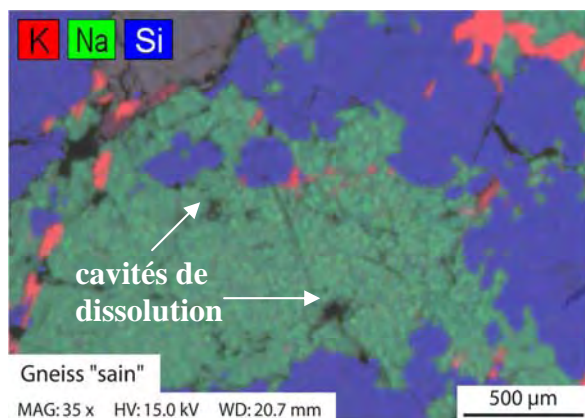 K Na Si
cavités de
dissolution
Gneiss "sain"
MAG: 35 x HV: 15.0 kV WD: 20.7 mm
500 µm